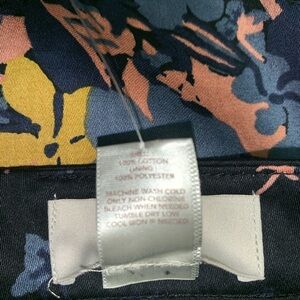 SHELL
100% COTTON
LINING
100% POLYESTER
MACHINE WASH COLD
ONLY NON-CHLORINE
BLEACH WHEN NEEDED
TUMBLE DRY LOW
COOL IRON IF NEEDED